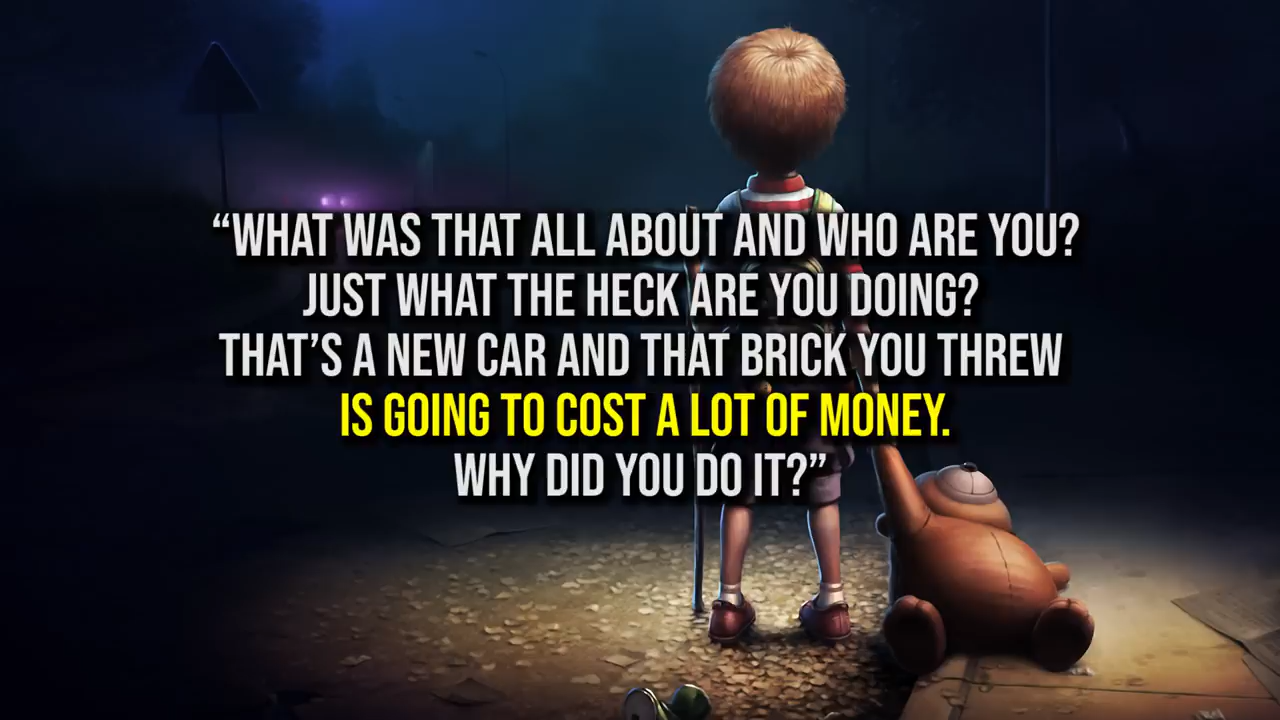 “WHAT WAS THAT ALL ABOUT AND WHO ARE YOU?
JUST WHAT THE HECK ARE YOU DOING?
THAT’S A NEW CAR AND THAT BRICK YOU THREW
IS GOING TO COST A LOT OF MONEY.
WHY DID YOU DO IT?”